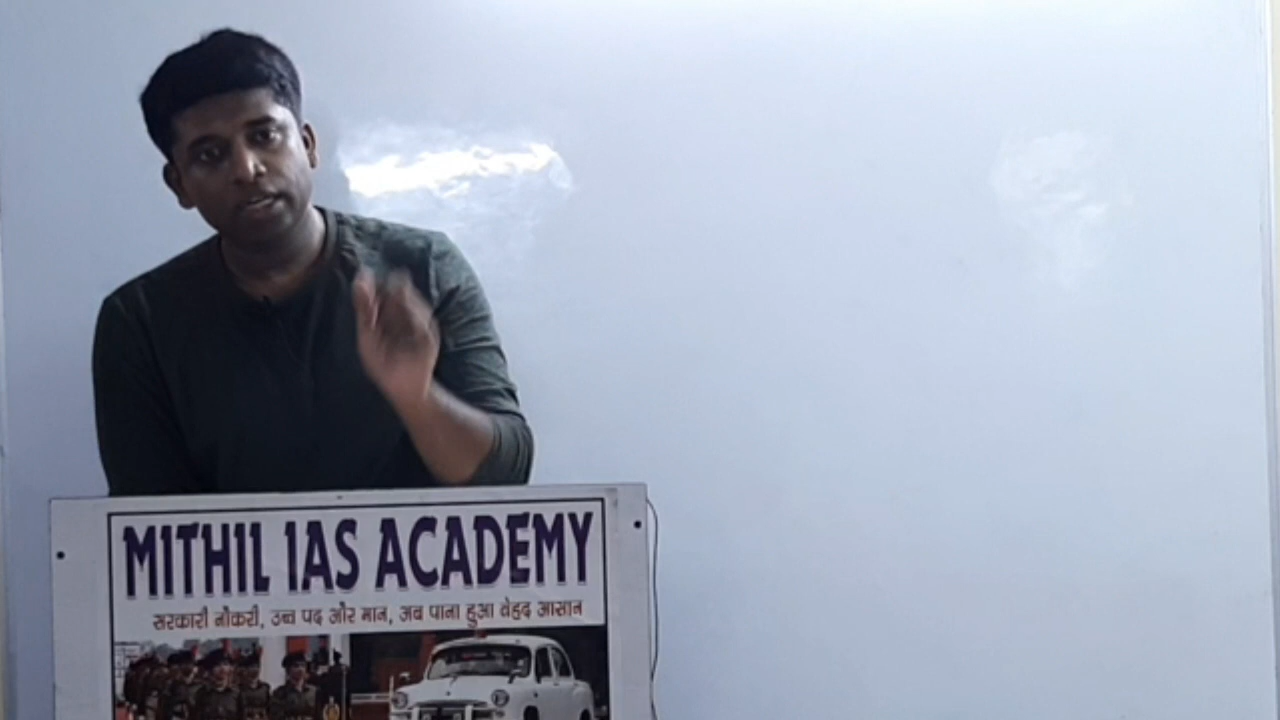 MITHIL IAS ACADEMY
सरकारी नौकरी, उच्च पद और मान, अब पाना हुआ बेहद आसान